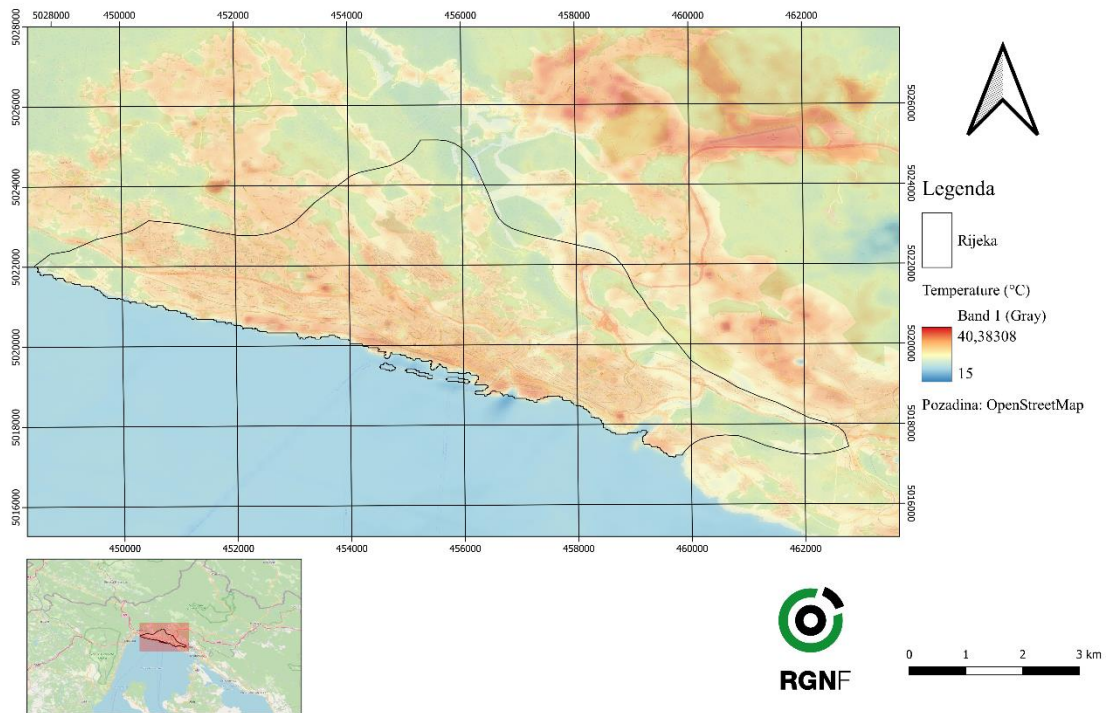 5028000 450000 452000 454000 456000 458000 460000 462000
5028000
5026000
5024000
5022000
5020000
5018000
5016000
5026000
5024000
5022000
5020000
5018000
5016000
450000 452000 454000 456000 458000 460000 462000
Legenda
Rijeka
Temperature (°C)
Band 1 (Gray)
40,38308
15
Pozadina: OpenStreetMap
RGNF
0 1 2 3 km